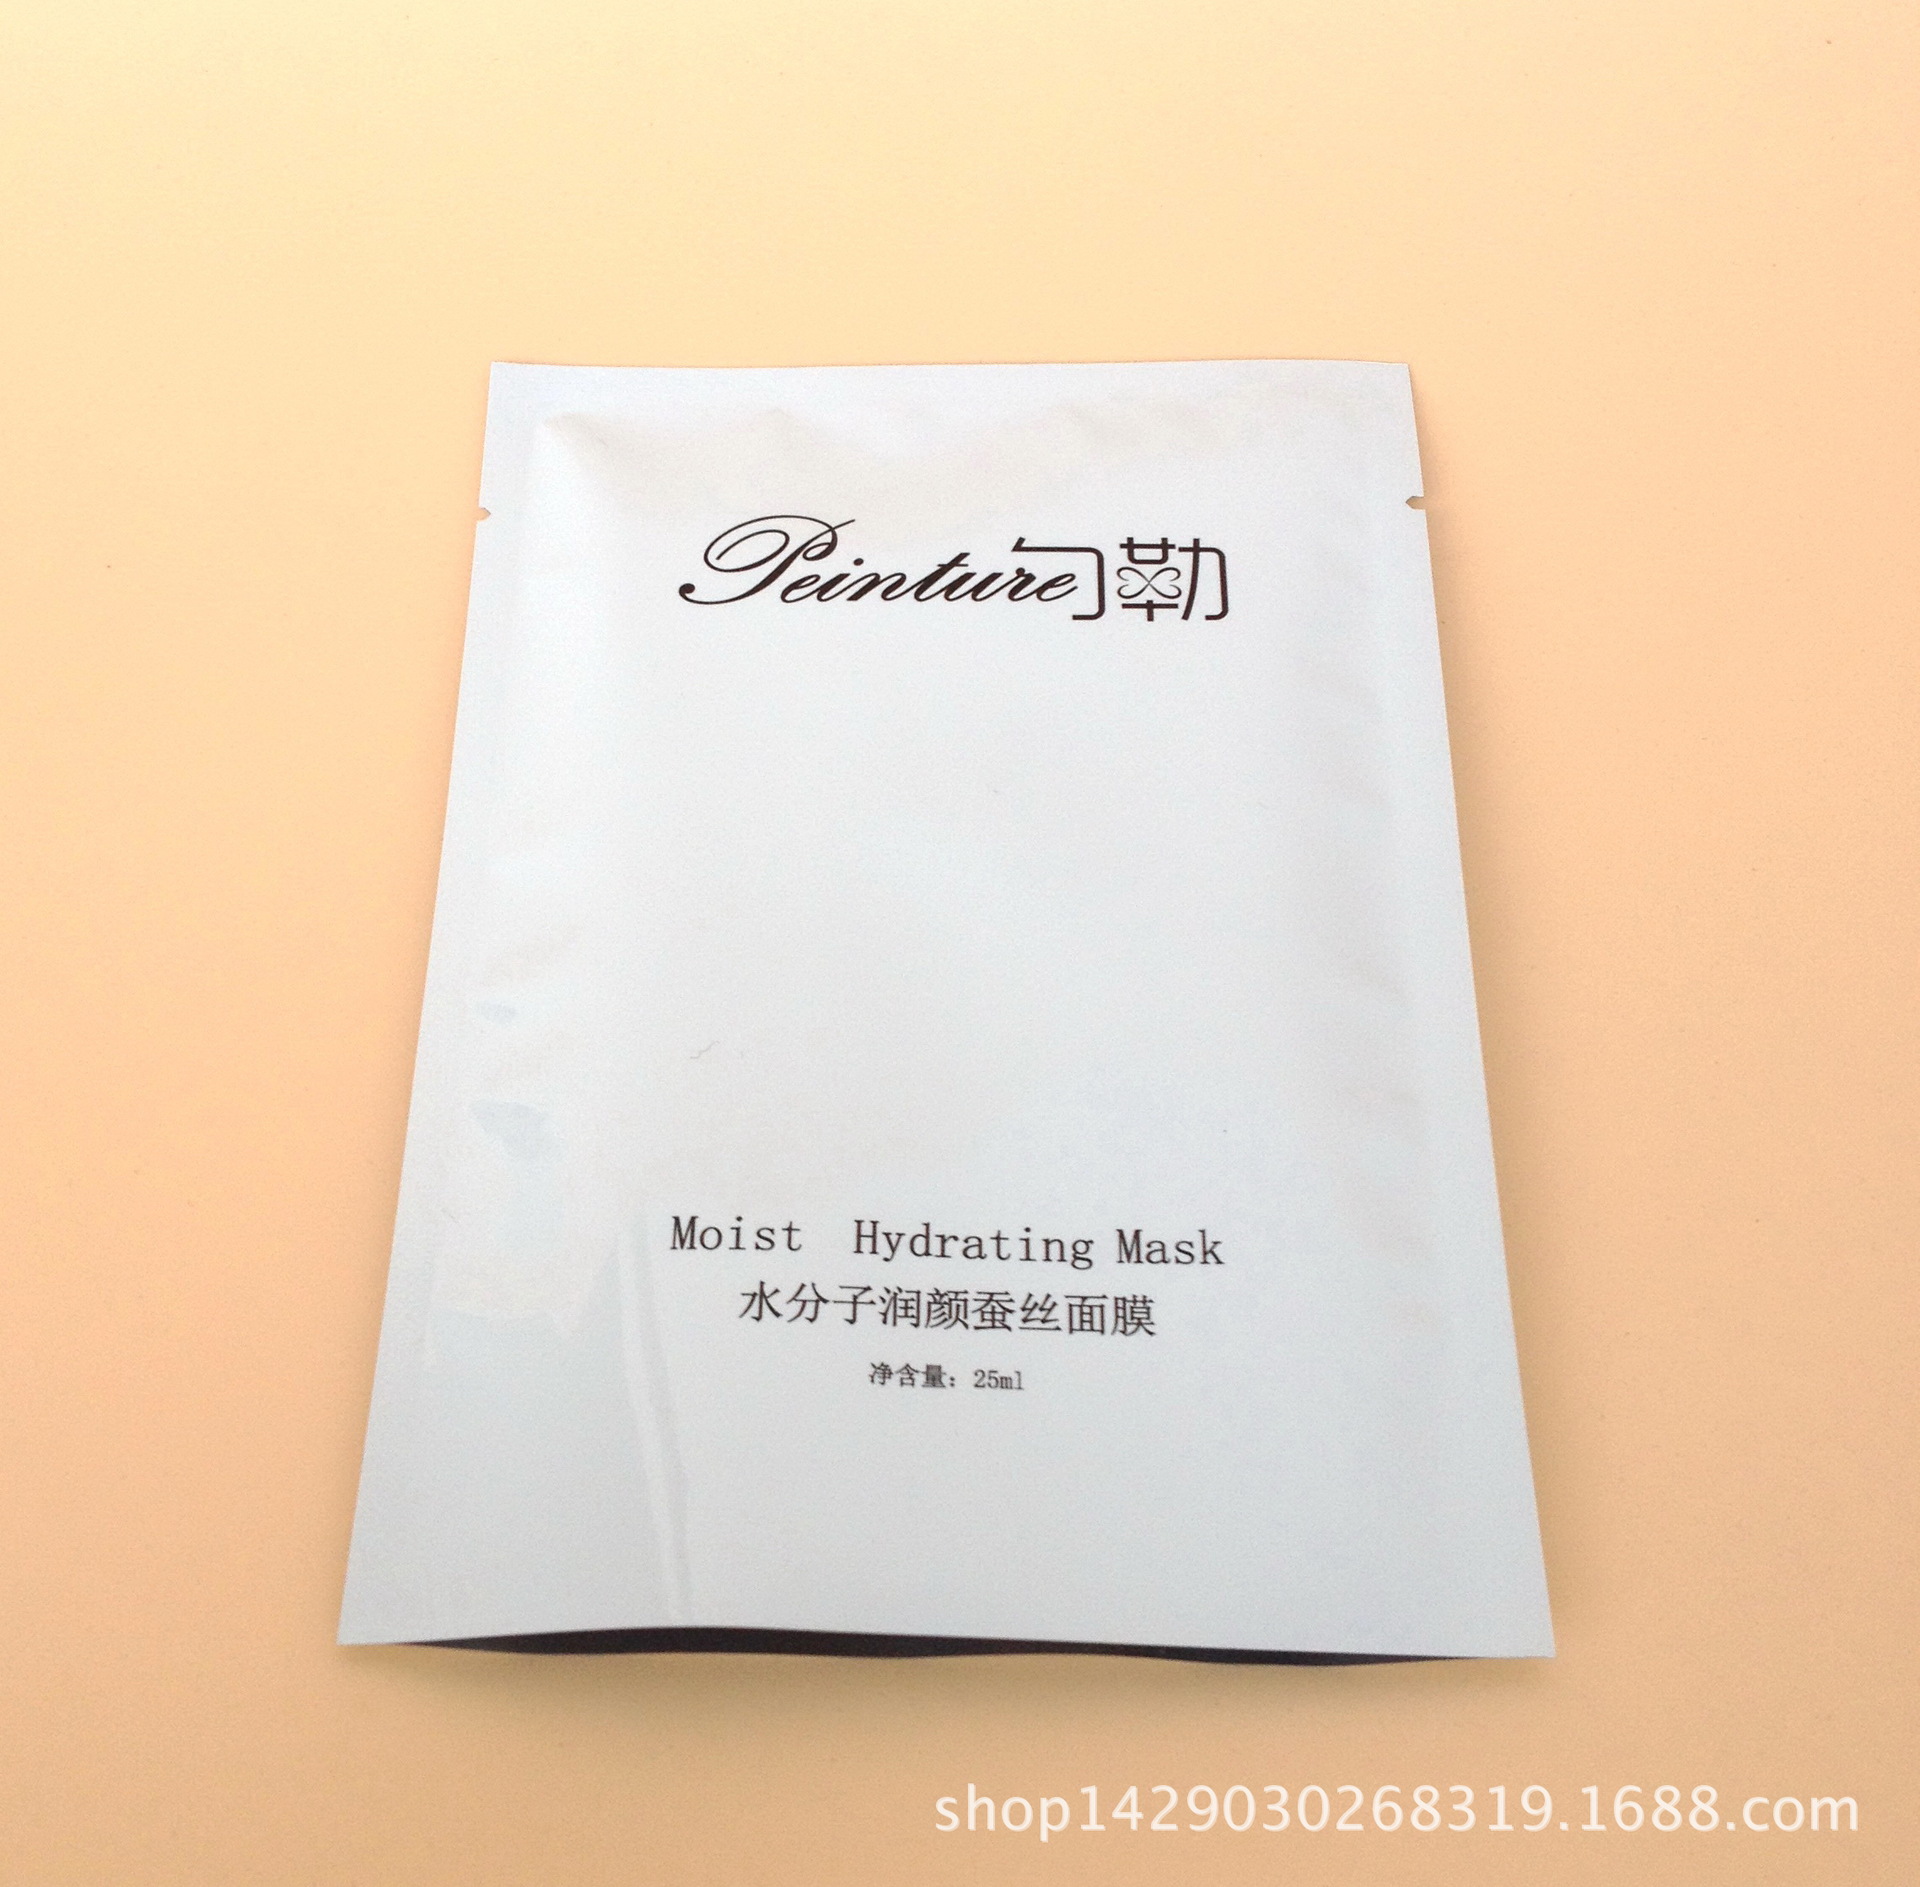 Peinture勾勒
Moist Hydrating Mask
水分子润颜蚕丝面膜
净含量：25ml
shop1429030268319.1688.com